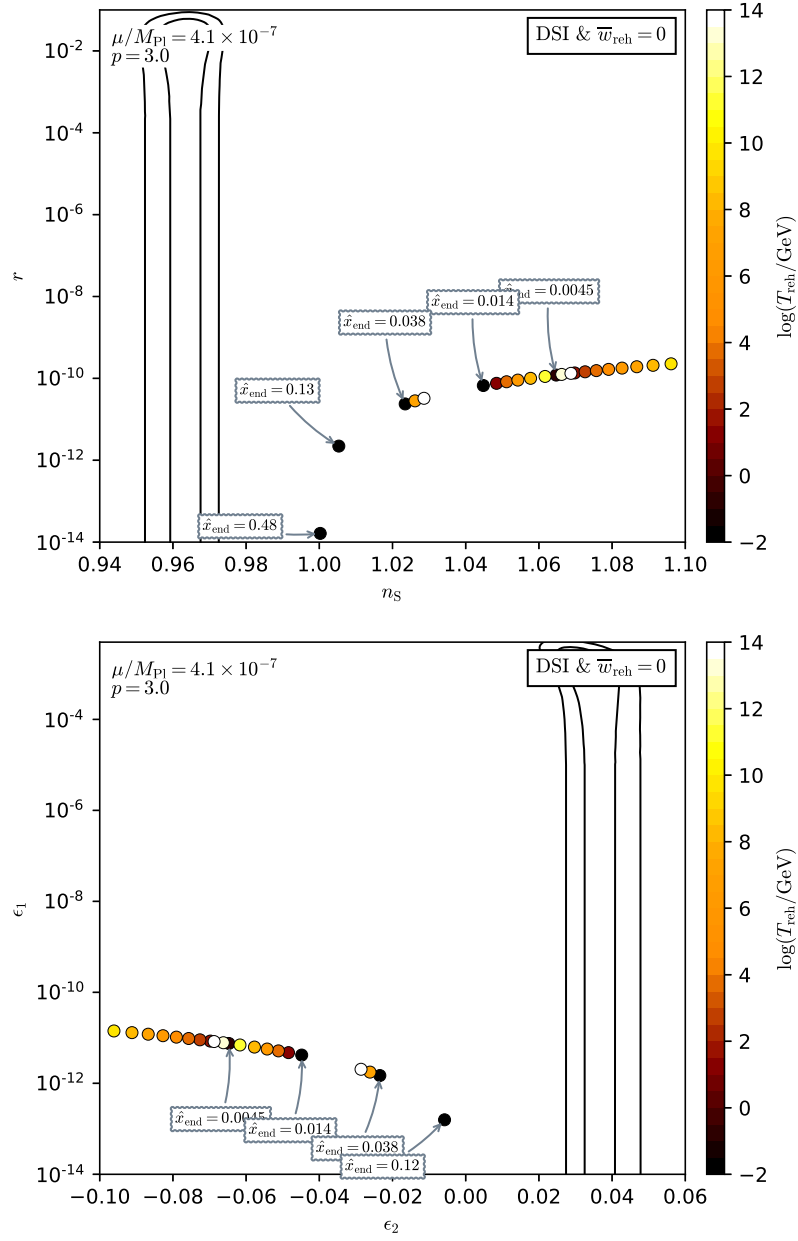 μ/M_Pl = 4.1 × 10^-7
p = 3.0
DSI & w̅_reh = 0
10^-2
10^-4
10^-6
10^-8
10^-10
10^-12
10^-14
r
x̂_end = 0.0045
x̂_end = 0.014
x̂_end = 0.038
x̂_end = 0.13
x̂_end = 0.48
0.94 0.96 0.98 1.00 1.02 1.04 1.06 1.08 1.10
n_S
14
12
10
8
6
4
2
0
−2
log(T_reh/GeV)
μ/M_Pl = 4.1 × 10^-7
p = 3.0
DSI & w̅_reh = 0
10^-4
10^-6
10^-8
10^-10
10^-12
10^-14
ϵ_1
x̂_end = 0.0045
x̂_end = 0.014
x̂_end = 0.038
x̂_end = 0.12
−0.10 −0.08 −0.06 −0.04 −0.02 0.00 0.02 0.04 0.06
ϵ_2
14
12
10
8
6
4
2
0
−2
log(T_reh/GeV)